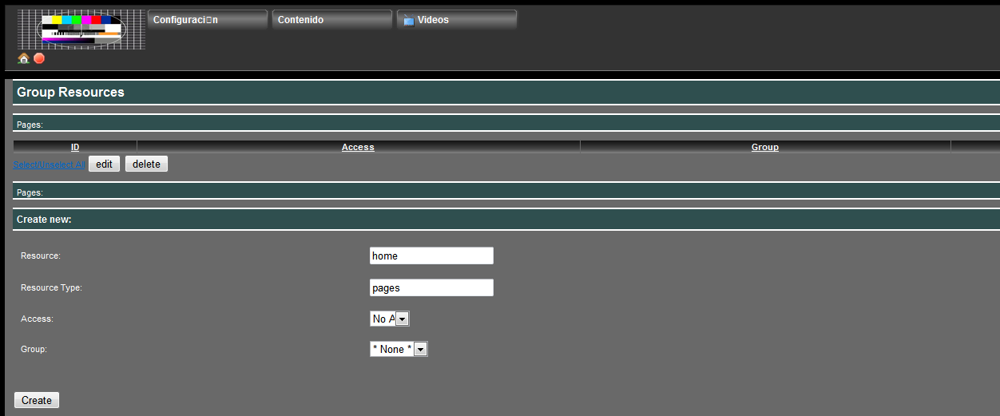 Configuraci▯n Contenido Videos
Group Resources
Pages:
ID Access Group
Select/Unselect All edit delete
Pages:
Create new:
Resource: home
Resource Type: pages
Access: No A
Group: * None *
Create